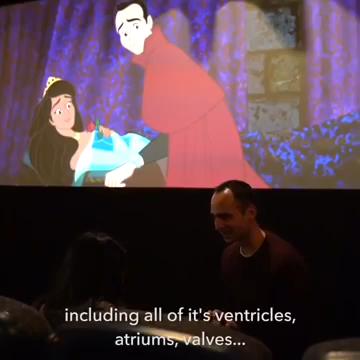 including all of it's ventricles,
atriums, valves...